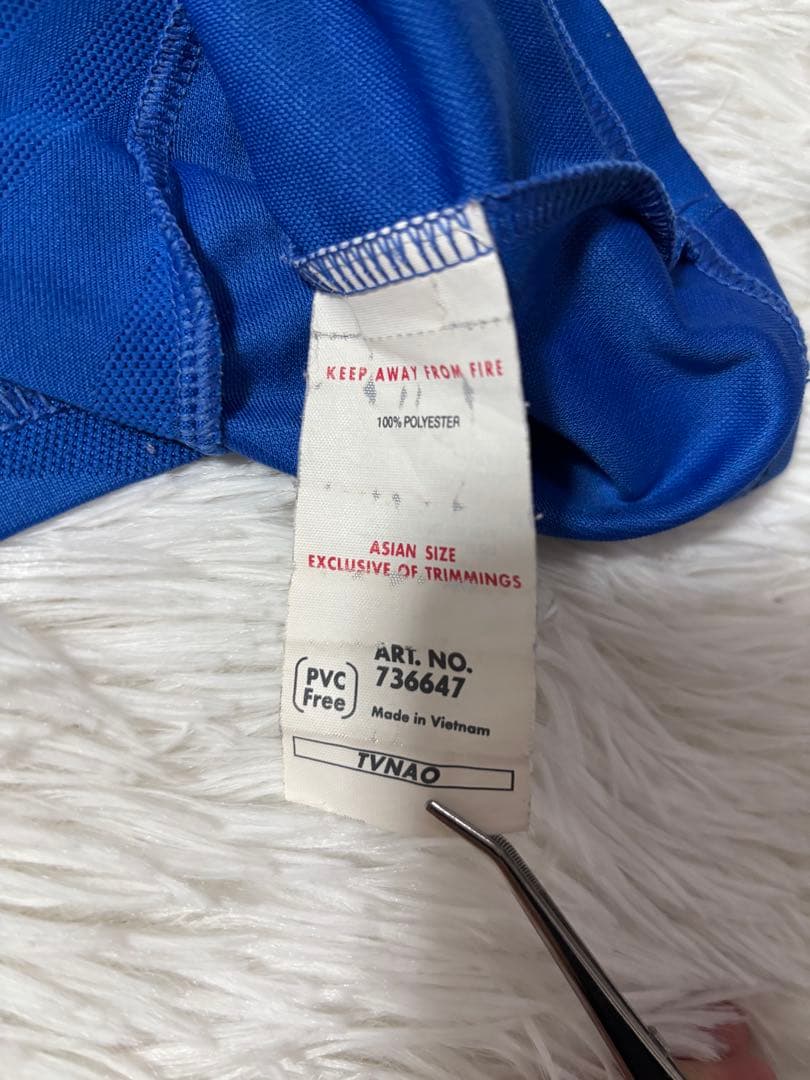 KEEP AWAY FROM FIRE
100% POLYESTER
ASIAN SIZE
EXCLUSIVE OF TRIMMINGS
PVC
Free
ART. NO.
736647
Made in Vietnam
TVNAO